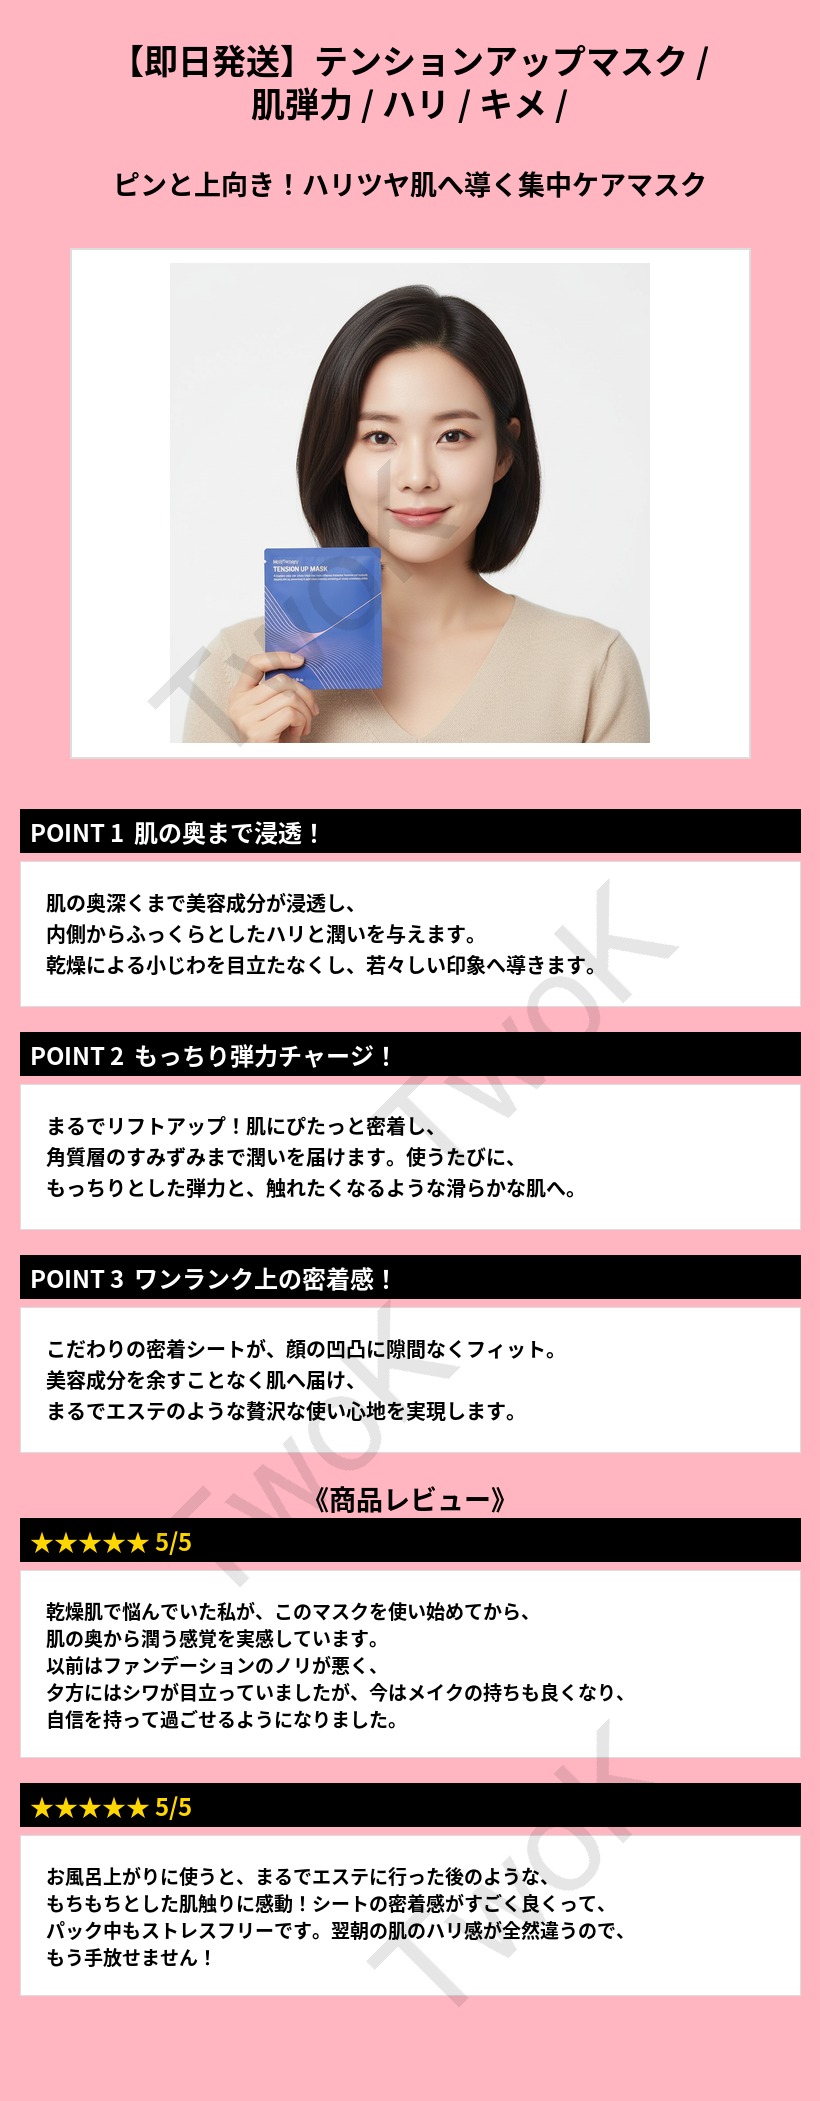 【即日発送】テンションアップマスク /
肌弾力 / ハリ / キメ /
ピンと上向き！ハリツヤ肌へ導く集中ケアマスク
TENSION UP MASK
TwoK
POINT 1 肌の奥まで浸透！
肌の奥深くまで美容成分が浸透し、
内側からふっくらとしたハリと潤いを与えます。
乾燥による小じわを目立たなくし、若々しい印象へ導きます。
TwoK
POINT 2 もっちり弾力チャージ！
まるでリフトアップ！肌にぴたっと密着し、
角質層のすみずみまで潤いを届けます。使うたびに、
もっちりとした弾力と、触れたくなるような滑らかな肌へ。
POINT 3 ワンランク上の密着感！
こだわりの密着シートが、顔の凹凸に隙間なくフィット。
美容成分を余すことなく肌へ届け、
まるでエステのような贅沢な使い心地を実現します。
TwoK
《商品レビュー》
★★★★★ 5/5
乾燥肌で悩んでいた私が、このマスクを使い始めてから、
肌の奥から潤う感覚を実感しています。
以前はファンデーションのノリが悪く、
夕方にはシワが目立っていましたが、今はメイクの持ちも良くなり、
自信を持って過ごせるようになりました。
★★★★★ 5/5
お風呂上がりに使うと、まるでエステに行った後のような、
もちもちとした肌触りに感動！シートの密着感がすごく良くって、
パック中もストレスフリーです。翌朝の肌のハリ感が全然違うので、
もう手放せません！
TwoK